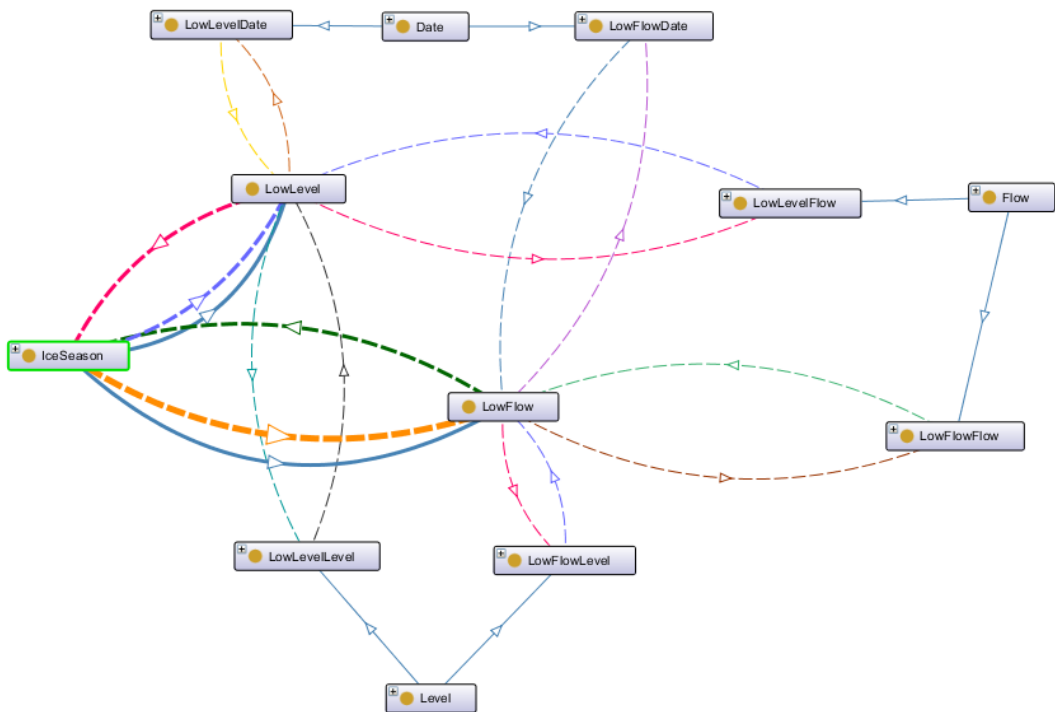 LowLevelDate
Date
LowFlowDate
LowLevel
LowLevelFlow
Flow
IceSeason
LowFlow
LowFlowFlow
LowLevelLevel
LowFlowLevel
Level